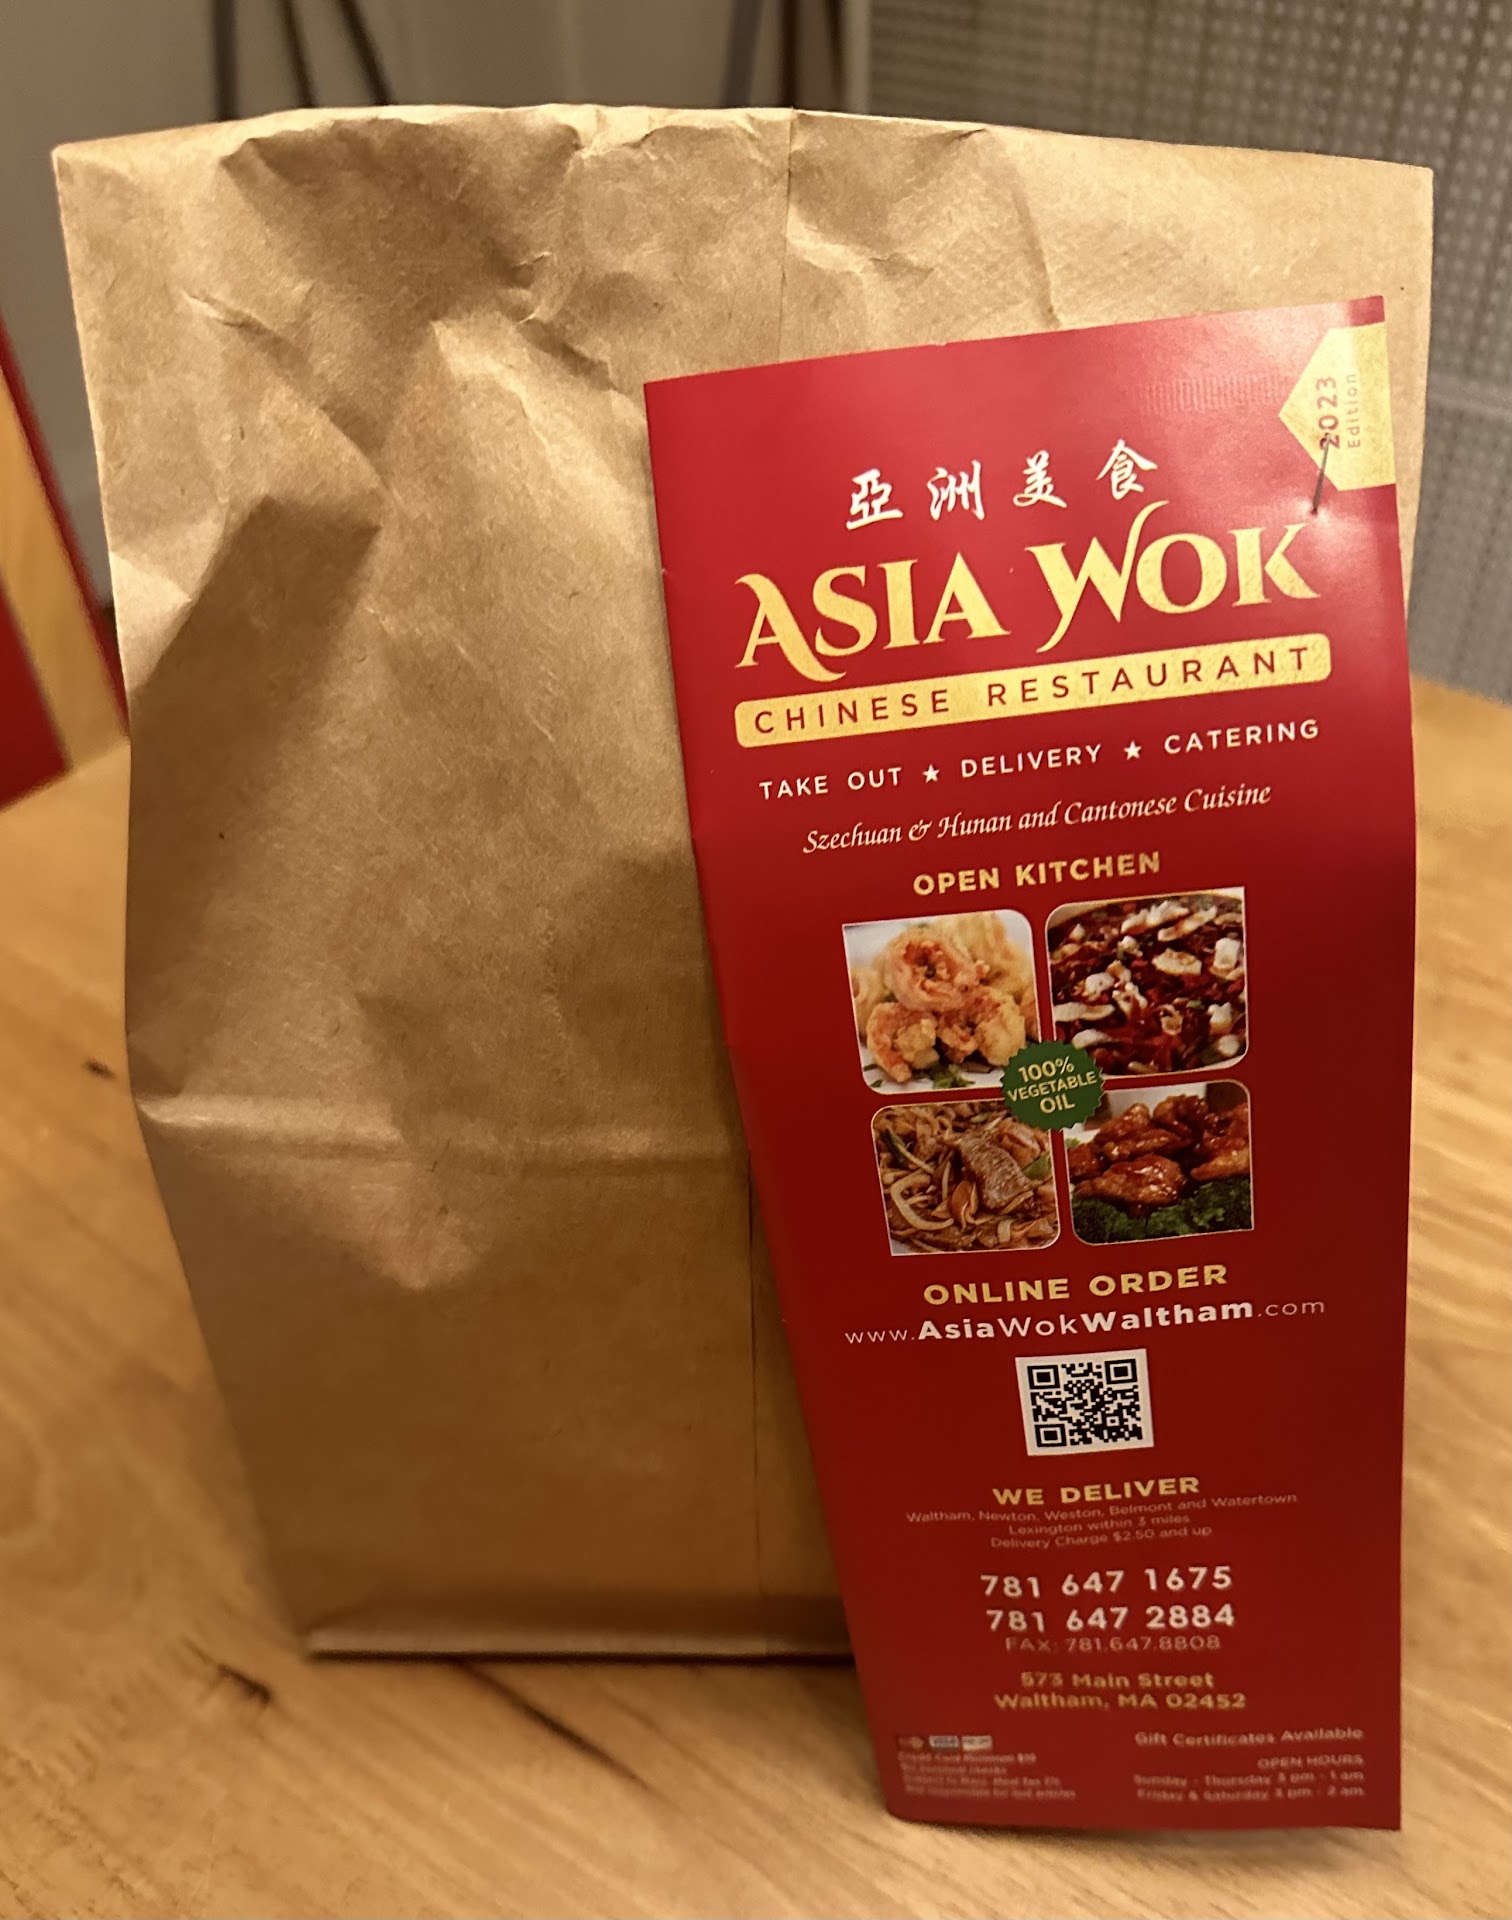 2023
Edition
亞洲美食
ASIA WOK
CHINESE RESTAURANT
TAKE OUT ★ DELIVERY ★ CATERING
Szechuan & Hunan and Cantonese Cuisine
OPEN KITCHEN
100%
VEGETABLE
OIL
ONLINE ORDER
www.AsiaWokWaltham.com
WE DELIVER
Waltham, Newton, Weston, Belmont and Watertown
Lexington within 3 miles
Delivery Charge $2.50 and up
781 647 1675
781 647 2884
FAX: 781.647.8808
573 Main Street
Waltham, MA 02452
Gift Certificates Available
OPEN HOURS
Sunday - Thursday 3 pm - 1 am
Friday & Saturday 3 pm - 2 am
VISA
Credit Card Minimum